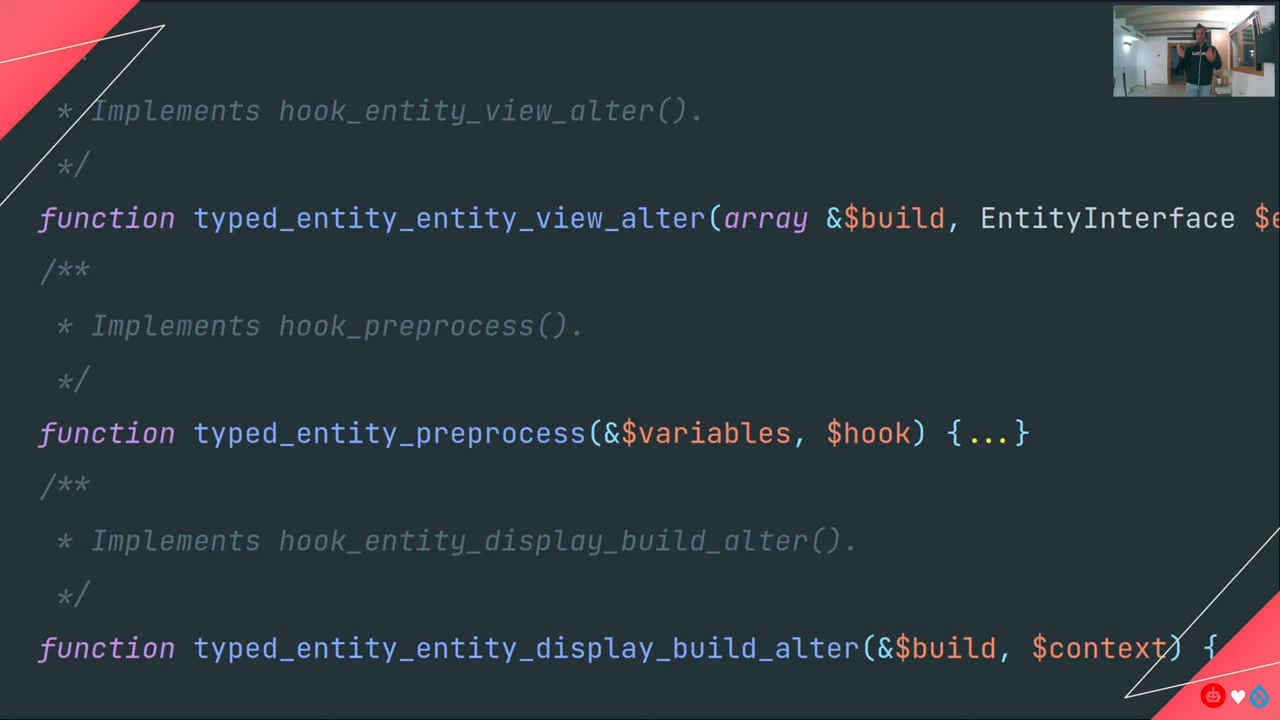 * Implements hook_entity_view_alter().
*/
function typed_entity_entity_view_alter(array &$build, EntityInterface $e
/**
* Implements hook_preprocess().
*/
function typed_entity_preprocess(&$variables, $hook) {...}
/**
* Implements hook_entity_display_build_alter().
*/
function typed_entity_entity_display_build_alter(&$build, $context) {